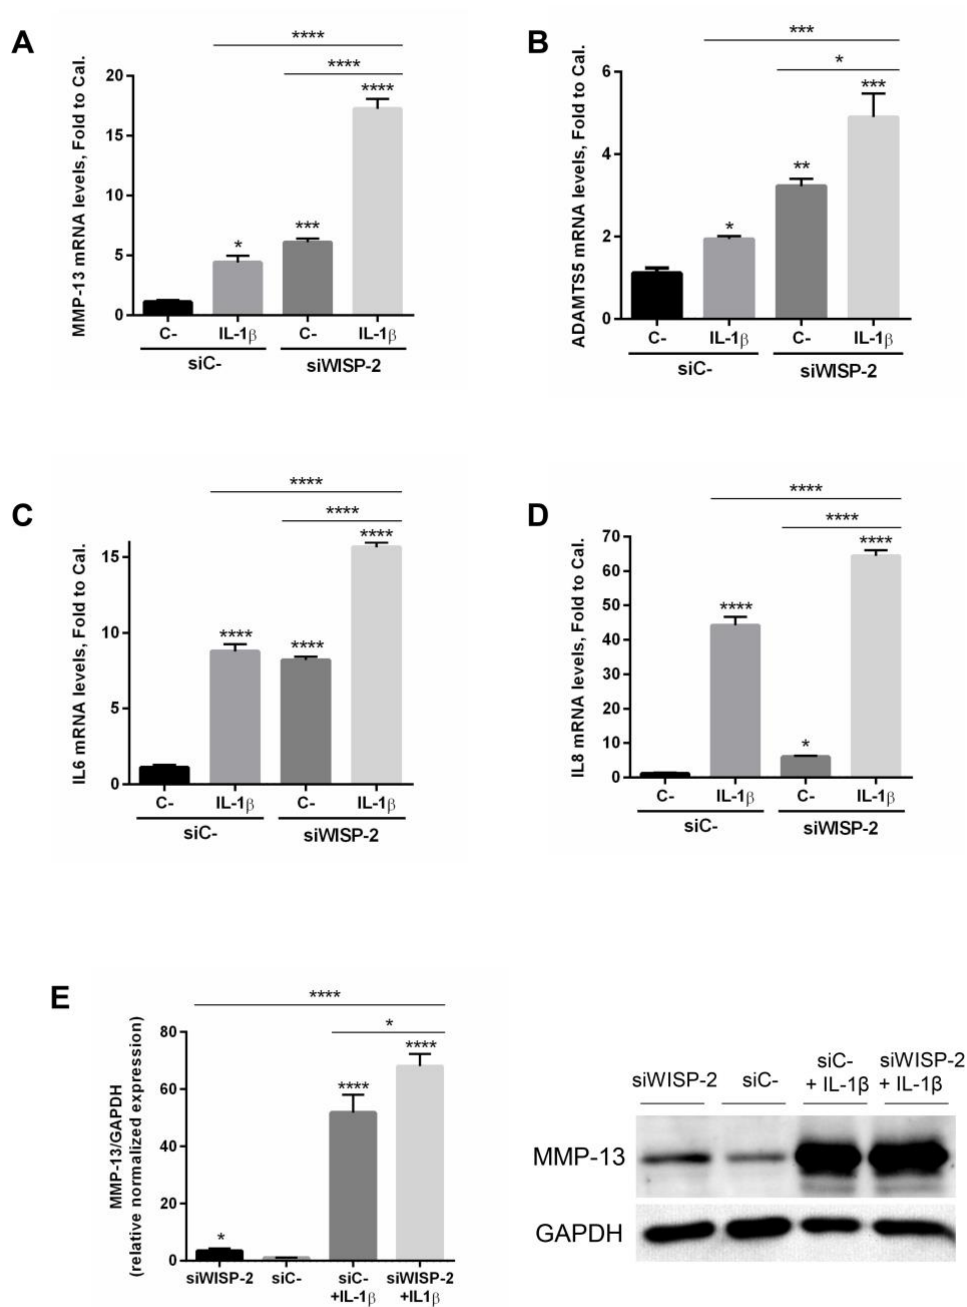 A
****
****
MMP-13 mRNA levels, Fold to Cal.
20
15
10
5
0
*
***
****
C-
IL-1β
C-
IL-1β
siC-
siWISP-2
B
***
*
ADAMTS5 mRNA levels, Fold to Cal.
6
4
2
0
*
**
***
C-
IL-1β
C-
IL-1β
siC-
siWISP-2
C
****
****
IL6 mRNA levels, Fold to Cal.
15
10
5
0
****
****
****
C-
IL-1β
C-
IL-1β
siC-
siWISP-2
D
****
****
IL8 mRNA levels, Fold to Cal.
70
60
50
40
30
20
10
0
****
*
****
C-
IL-1β
C-
IL-1β
siC-
siWISP-2
E
****
*
MMP-13/GAPDH
(relative normalized expression)
80
60
40
20
0
*
****
****
siWISP-2
siC-
siC-
+IL-1β
siWISP-2
+IL1β
siWISP-2
siC-
siC-
+ IL-1β
siWISP-2
+ IL-1β
MMP-13
GAPDH